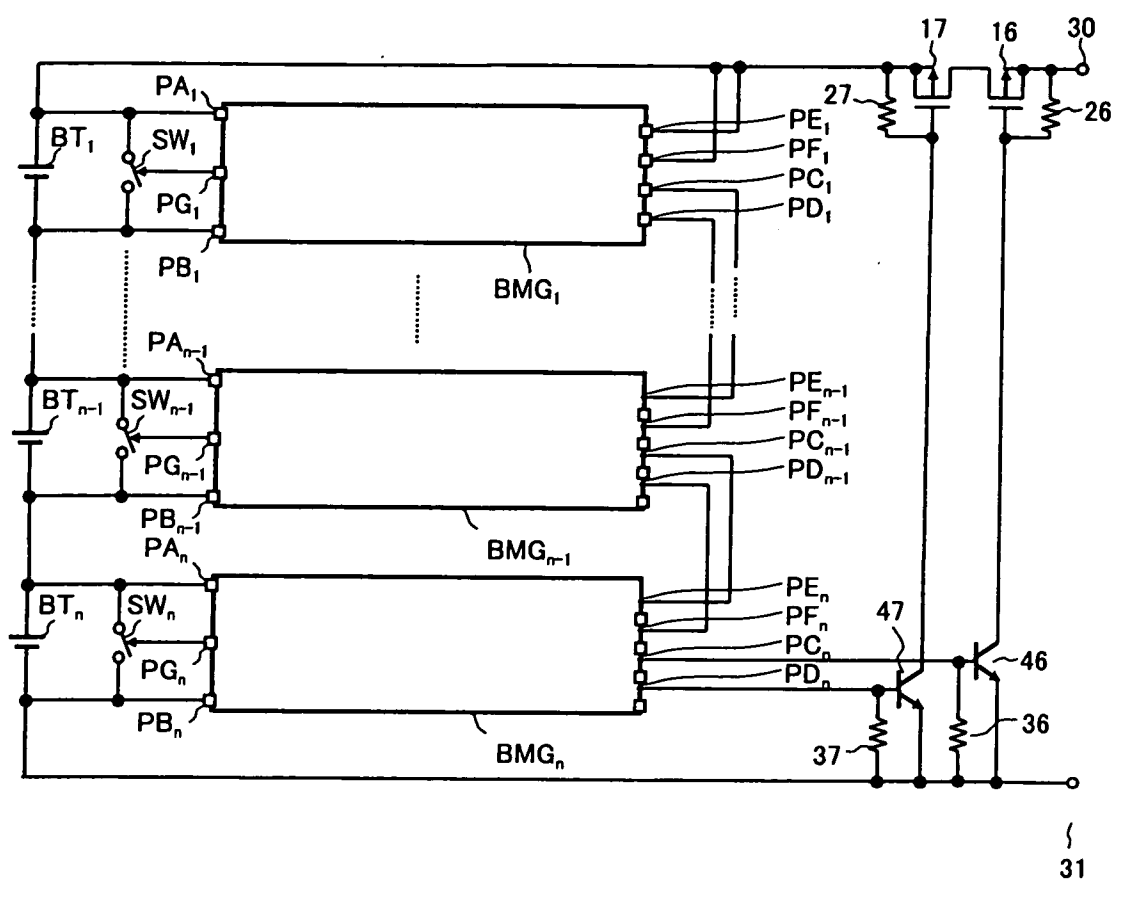 17
16
30
27
26
PA₁
BT₁
SW₁
PG₁
PB₁
BMG₁
PE₁
PF₁
PC₁
PD₁
PAₙ₋₁
BTₙ₋₁
SWₙ₋₁
PGₙ₋₁
PBₙ₋₁
BMGₙ₋₁
PEₙ₋₁
PFₙ₋₁
PCₙ₋₁
PDₙ₋₁
PAₙ
BTₙ
SWₙ
PGₙ
PBₙ
BMGₙ
PEₙ
PFₙ
PCₙ
PDₙ
47
46
37
36
31